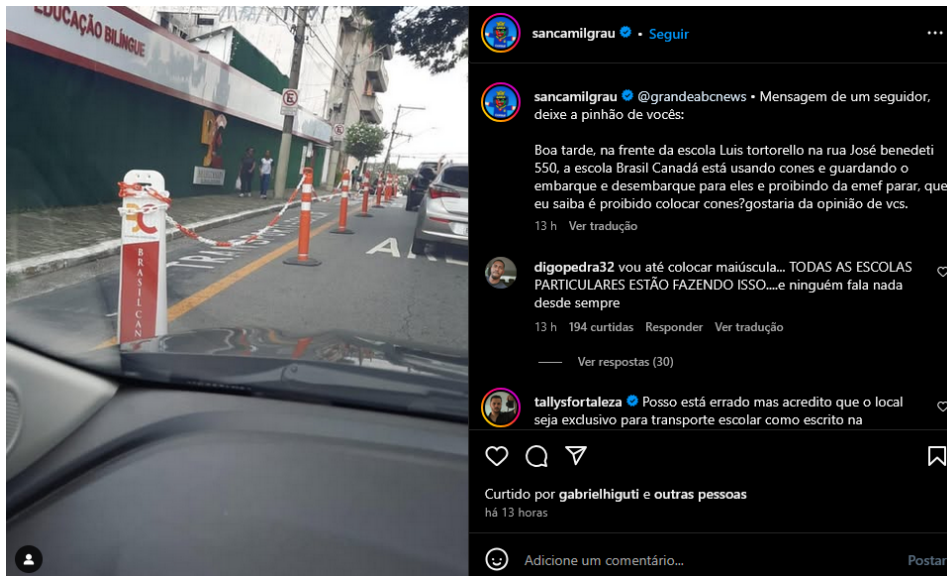 EDUCAÇÃO BILÍNGUE
BRASIL CAN
sancamilgrau • Seguir
sancamilgrau @grandeabcnews • Mensagem de um seguidor,
deixe a pinhão de vocês:
Boa tarde, na frente da escola Luis tortorello na rua José benedeti
550, a escola Brasil Canadá está usando cones e guardando o
embarque e desembarque para eles e proibindo da emef parar, que
eu saiba é proibido colocar cones?gostaria da opinião de vcs.
13 h Ver tradução
digopedra32 vou até colocar maiúscula... TODAS AS ESCOLAS
PARTICULARES ESTÃO FAZENDO ISSO....e ninguém fala nada
desde sempre
13 h 194 curtidas Responder Ver tradução
Ver respostas (30)
tallysfortaleza Posso está errado mas acredito que o local
seja exclusivo para transporte escolar como escrito na
Curtido por gabrielhiguti e outras pessoas
há 13 horas
Adicione um comentário... Postar